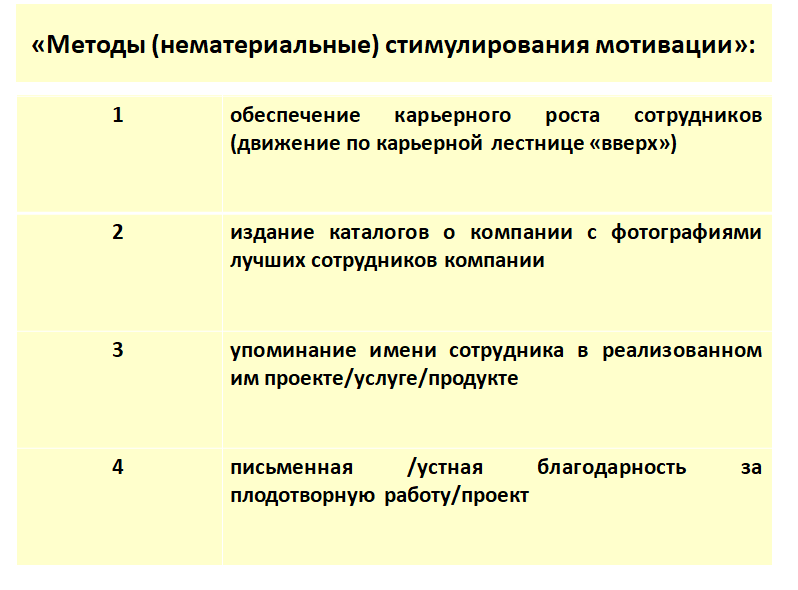 «Методы (нематериальные) стимулирования мотивации»:
1
обеспечение карьерного роста сотрудников
(движение по карьерной лестнице «вверх»)
2
издание каталогов о компании с фотографиями
лучших сотрудников компании
3
упоминание имени сотрудника в реализованном
им проекте/услуге/продукте
4
письменная /устная благодарность за
плодотворную работу/проект